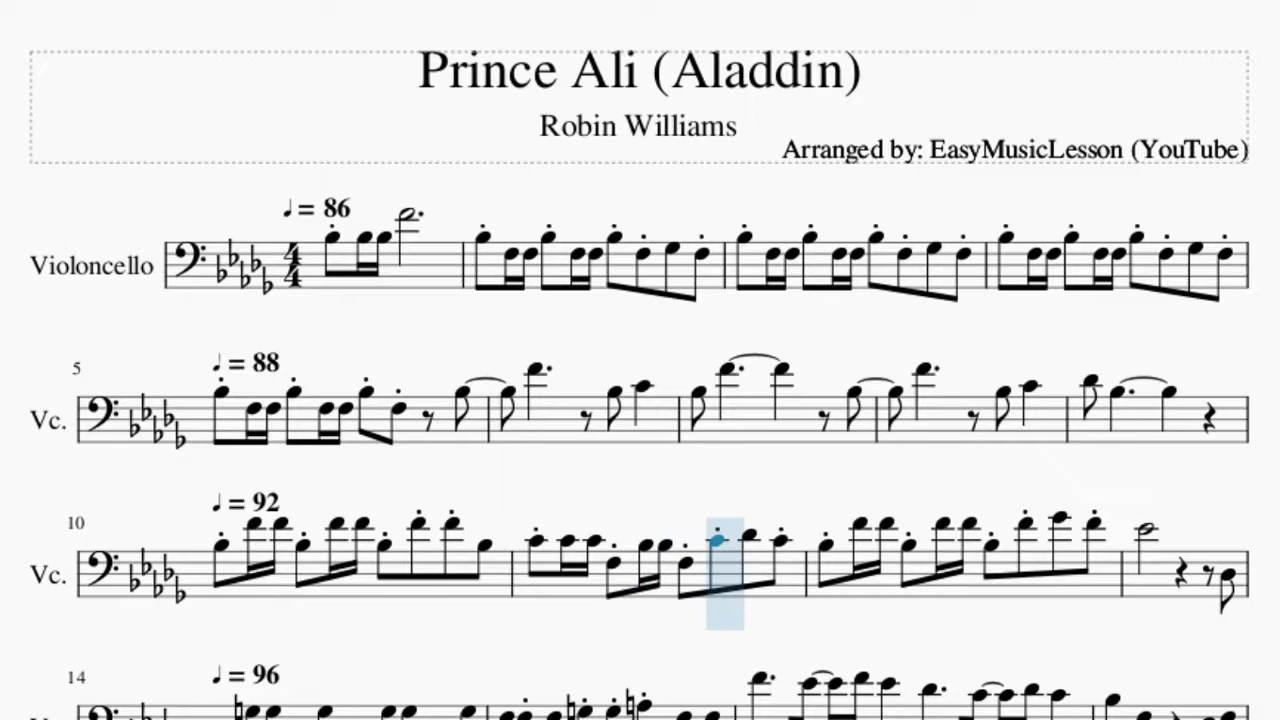 Prince Ali (Aladdin)
Robin Williams
Arranged by: EasyMusicLesson (YouTube)
♩ = 86
Violoncello
5
♩ = 88
Vc.
♩ = 92
10
Vc.
♩ = 96
14